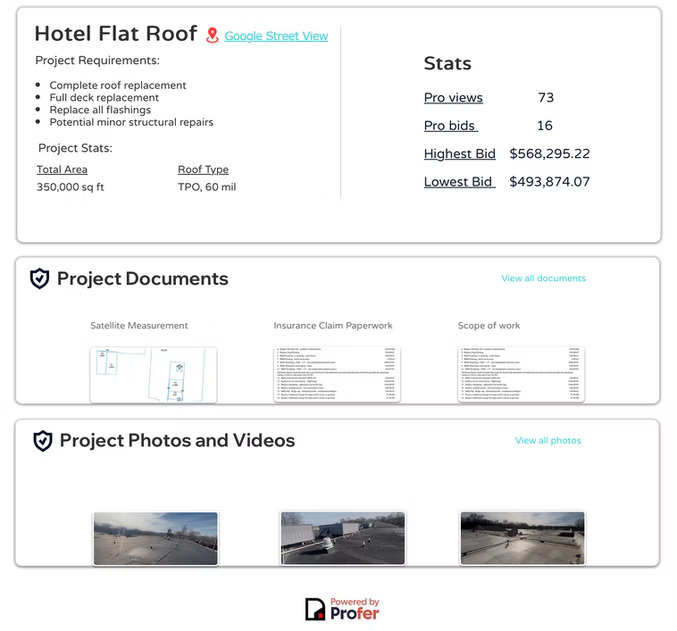 Hotel Flat Roof Google Street View
Project Requirements:
Complete roof replacement
Full deck replacement
Replace all flashings
Potential minor structural repairs
Project Stats:
Total Area Roof Type
350,000 sq ft TPO, 60 mil
Stats
Pro views 73
Pro bids 16
Highest Bid $568,295.22
Lowest Bid $493,874.07
Project Documents View all documents
Satellite Measurement Insurance Claim Paperwork Scope of work
Project Photos and Videos View all photos
Powered by
Profer